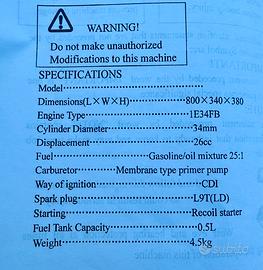 WARNING!
Do not make unauthorized
Modifications to this machine
SPECIFICATIONS
Model
Dimensions(L×W×H) 800×340×380
Engine Type 1E34FB
Cylinder Diameter 34mm
Displacement 26cc
Fuel Gasoline/oil mixture 25:1
Carburetor Membrane type primer pump
Way of ignition CDI
Spark plug L9T(LD)
Starting Recoil starter
Fuel Tank Capacity 0.5L
Weight 4.5kg
subito